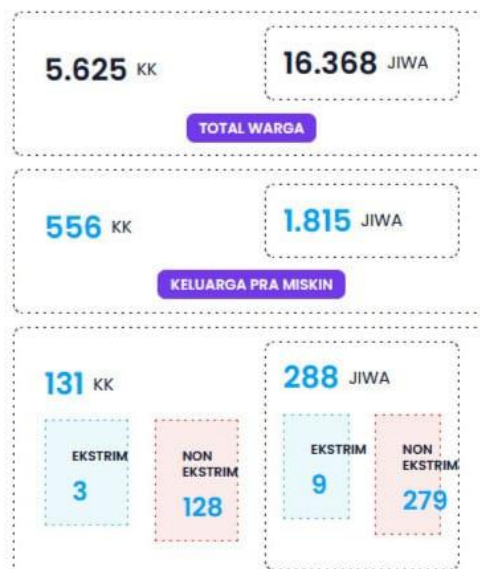 5.625 KK
16.368 JIWA
TOTAL WARGA
556 KK
1.815 JIWA
KELUARGA PRA MISKIN
131 KK
288 JIWA
EKSTRIM
3
NON
EKSTRIM
128
EKSTRIM
9
NON
EKSTRIM
279